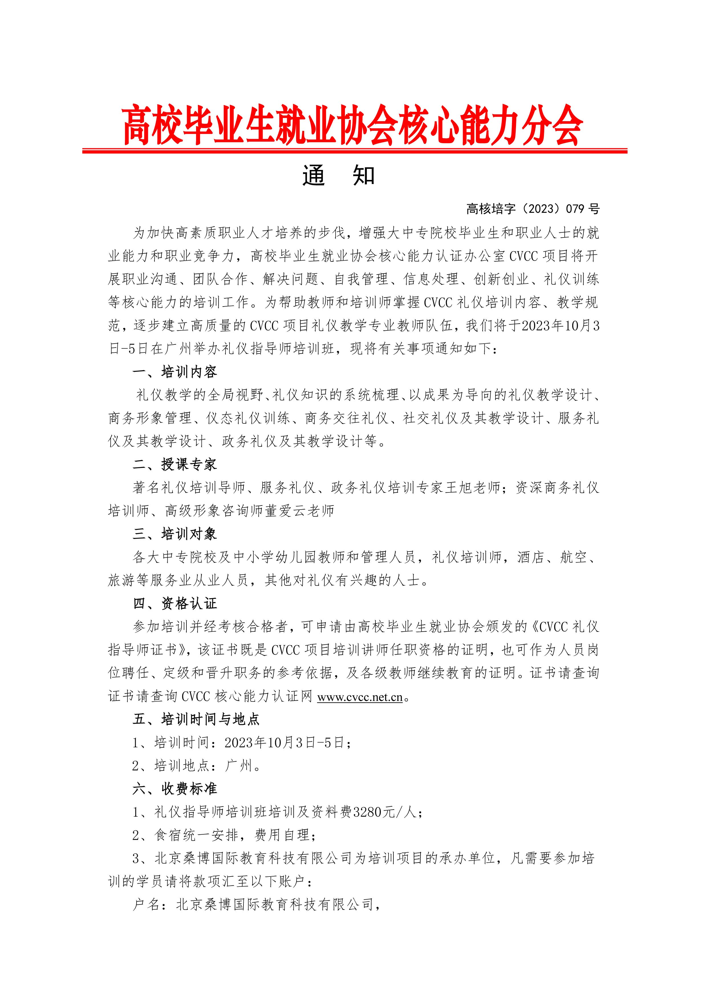 高校毕业生就业协会核心能力分会
通 知
高核培字（2023）079 号
为加快高素质职业人才培养的步伐，增强大中专院校毕业生和职业人士的就
业能力和职业竞争力，高校毕业生就业协会核心能力认证办公室 CVCC 项目将开
展职业沟通、团队合作、解决问题、自我管理、信息处理、创新创业、礼仪训练
等核心能力的培训工作。为帮助教师和培训师掌握 CVCC 礼仪培训内容、教学规
范，逐步建立高质量的 CVCC 项目礼仪教学专业教师队伍，我们将于2023年10月3
日-5日在广州举办礼仪指导师培训班，现将有关事项通知如下：
一、培训内容
礼仪教学的全局视野、礼仪知识的系统梳理、以成果为导向的礼仪教学设计、
商务形象管理、仪态礼仪训练、商务交往礼仪、社交礼仪及其教学设计、服务礼
仪及其教学设计、政务礼仪及其教学设计等。
二、授课专家
著名礼仪培训导师、服务礼仪、政务礼仪培训专家王旭老师；资深商务礼仪
培训师、高级形象咨询师董爱云老师
三、培训对象
各大中专院校及中小学幼儿园教师和管理人员，礼仪培训师，酒店、航空、
旅游等服务业从业人员，其他对礼仪有兴趣的人士。
四、资格认证
参加培训并经考核合格者，可申请由高校毕业生就业协会颁发的《CVCC 礼仪
指导师证书》，该证书既是 CVCC 项目培训讲师任职资格的证明，也可作为人员岗
位聘任、定级和晋升职务的参考依据，及各级教师继续教育的证明。证书请查询
证书请查询 CVCC 核心能力认证网 www.cvcc.net.cn。
五、培训时间与地点
1、培训时间：2023年10月3日-5日；
2、培训地点：广州。
六、收费标准
1、礼仪指导师培训班培训及资料费3280元/人；
2、食宿统一安排，费用自理；
3、北京桑博国际教育科技有限公司为培训项目的承办单位，凡需要参加培
训的学员请将款项汇至以下账户：
户名：北京桑博国际教育科技有限公司，